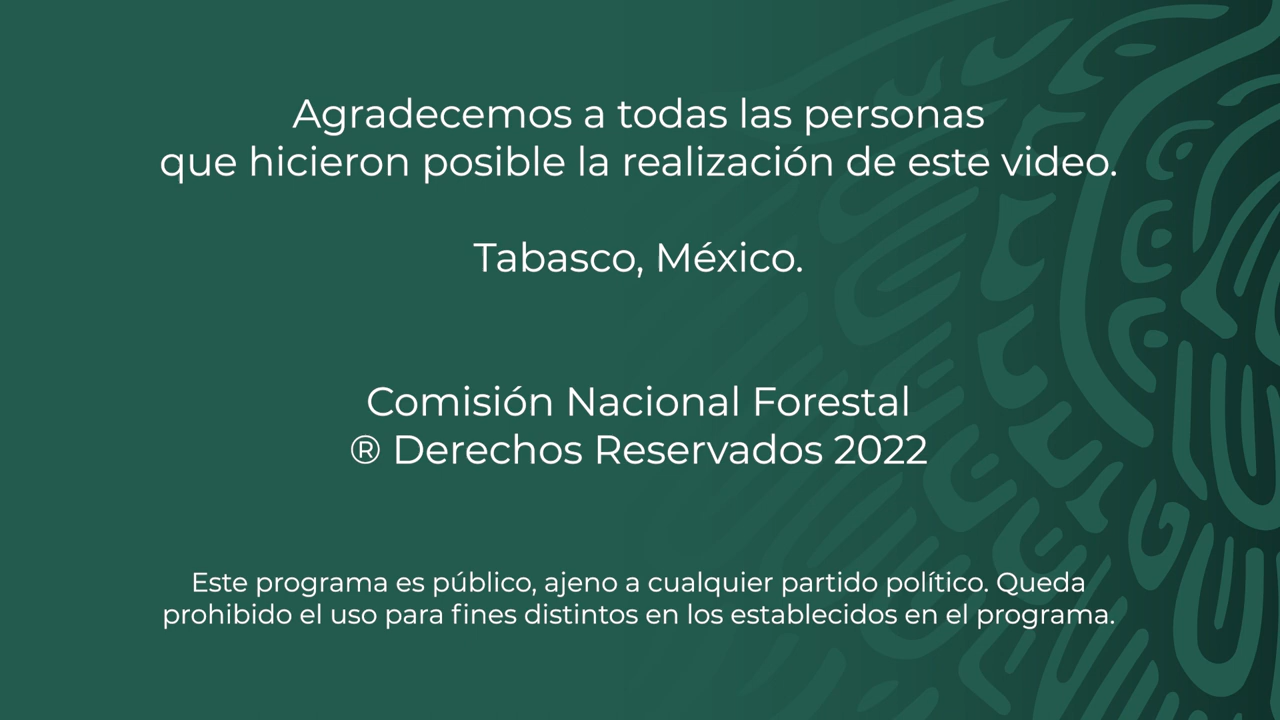 Agradecemos a todas las personas
que hicieron posible la realización de este video.
Tabasco, México.
Comisión Nacional Forestal
® Derechos Reservados 2022
Este programa es público, ajeno a cualquier partido político. Queda
prohibido el uso para fines distintos en los establecidos en el programa.